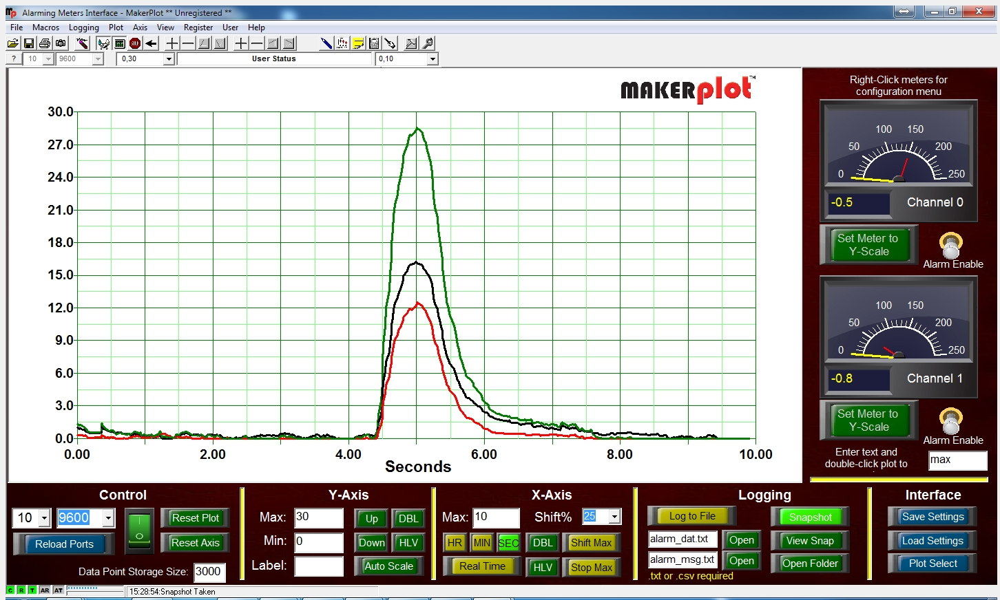 Alarming Meters Interface - MakerPlot ** Unregistered **
File Macros Logging Plot Axis View Register User Help
? 10 9600 0,30 User Status 0,10
MAKERplot™
30.0
27.0
24.0
21.0
18.0
15.0
12.0
9.0
6.0
3.0
0.0
0.00 2.00 4.00 6.00 8.00 10.00
Seconds
Right-Click meters for
configuration menu
0 50 100 150 200 250
-0.5 Channel 0
Set Meter to
Y-Scale
Alarm Enable
0 50 100 150 200 250
-0.8 Channel 1
Set Meter to
Y-Scale
Alarm Enable
Enter text and
double-click plot to
max
Control
10 9600
Reset Plot
Reload Ports
Reset Axis
Data Point Storage Size: 3000
Y-Axis
Max: 30 Up DBL
Min: 0 Down HLV
Label: Auto Scale
X-Axis
Max: 10 Shift% 25
HR MIN SEC DBL Shift Max
Real Time HLV Stop Max
Logging
Log to File Snapshot
alarm_dat.txt Open View Snap
alarm_msg.txt Open Open Folder
.txt or .csv required
Interface
Save Settings
Load Settings
Plot Select
C R T AR AT 15:28:54:Snapshot Taken